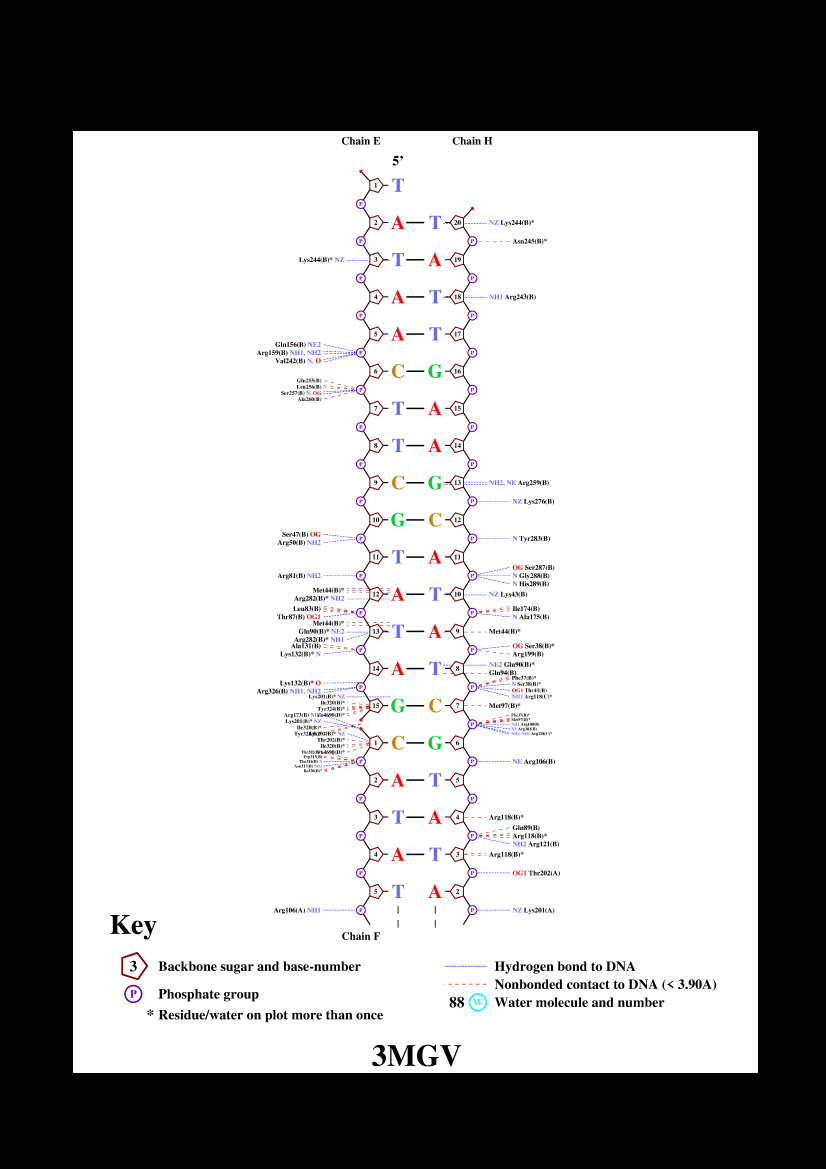 Chain E Chain H
5’
1 T
P
2 A T 20 NZ Lys244(B)*
P P Asn245(B)*
Lys244(B)* NZ 3 T A 19
P P
4 A T 18 NH1 Arg243(B)
P P
5 A T 17
Gln156(B) NE2
Arg159(B) NH1, NH2 P P
Val242(B) N, O
6 C G 16
Gln255(B)
Leu256(B) P P
Ser257(B) N, OG
Ala260(B)
7 T A 15
P P
8 T A 14
P P
9 C G 13 NH2, NE Arg259(B)
P P NZ Lys276(B)
10 G C 12
Ser47(B) OG P P N Tyr283(B)
Arg50(B) NH2
11 T A 11
OG Ser287(B)
Arg81(B) NH2 P P N Gly288(B)
N His289(B)
Met44(B)*
12 A T 10 NZ Lys43(B)
Arg282(B)* NH2
Leu83(B) P P Ile174(B)
Thr87(B) OG1 N Ala175(B)
Met44(B)*
Gln90(B)* NE2 13 T A 9 Met44(B)*
Arg282(B)* NH1
Ala131(B) P P OG Ser38(B)*
Lys132(B)* N Arg199(B)
14 A T 8 NE2 Gln90(B)*
Gln94(B)
Phe37(B)*
Lys132(B)* O P P N Ser38(B)*
Arg326(B) NH1, NH2 OG1 Thr41(B)
NH2 Arg118(C)*
Lys201(B)* NZ
Ile320(B)*
Tyr324(B)* 15 G C 7 Met97(B)*
Arg173(B)
Lys201(B)* NZ
Ile320(B)* P
1 C G 6
Thr202(B)
Ile320(B)*
P P NE Arg106(B)
2 A T 5
P P
3 T A 4 Arg118(B)*
Gln89(B)
P P Arg118(B)*
NH2 Arg121(B)
4 A T 3 Arg118(B)*
P P OG1 Thr202(A)
5 T A 2
Arg106(A) NH1 P P NZ Lys201(A)
Chain F
Key
3 Backbone sugar and base-number
P Phosphate group
* Residue/water on plot more than once
Hydrogen bond to DNA
Nonbonded contact to DNA (< 3.90A)
88 W Water molecule and number
3MGV